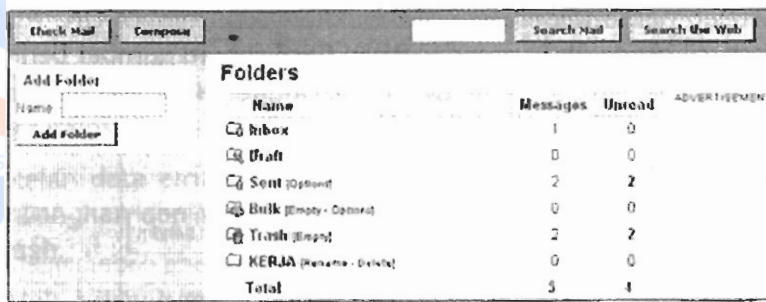 Check Mail Compose Search Mail Search the Web
Add Folder
Name
Add Folder
Folders
Name Messages Unread ADVERTISEMEN
Inbox 1 0
Draft 0 0
Sent [Options] 2 2
Bulk [Empty - Options] 0 0
Trash [Empty] 2 2
KERJA [Rename - Delete] 0 0
Total 5 4